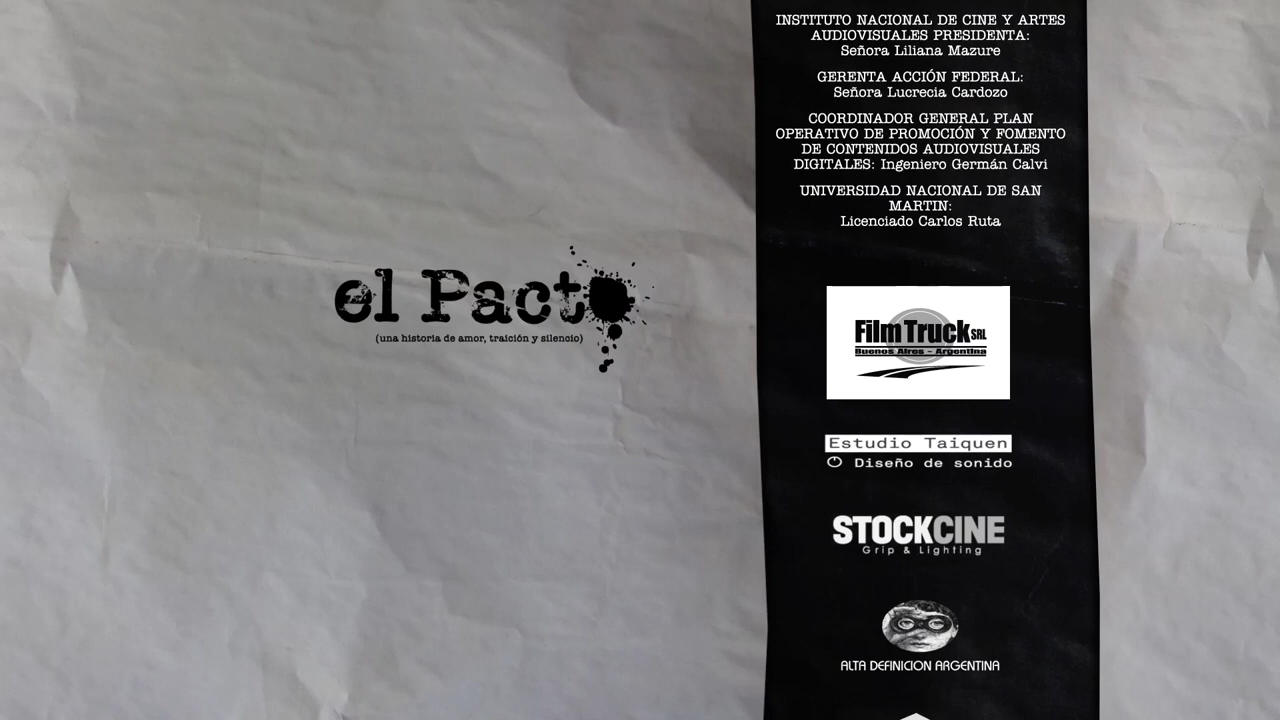 el Pacto
(una historia de amor, traición y silencio)
INSTITUTO NACIONAL DE CINE Y ARTES
AUDIOVISUALES PRESIDENTA:
Señora Liliana Mazure
GERENTA ACCIÓN FEDERAL:
Señora Lucrecia Cardozo
COORDINADOR GENERAL PLAN
OPERATIVO DE PROMOCIÓN Y FOMENTO
DE CONTENIDOS AUDIOVISUALES
DIGITALES: Ingeniero Germán Calvi
UNIVERSIDAD NACIONAL DE SAN
MARTIN:
Licenciado Carlos Ruta
FilmTruck SRL
Buenos Aires - Argentina
Estudio Taiquen
Diseño de sonido
STOCKCINE
Grip & Lighting
ALTA DEFINICION ARGENTINA